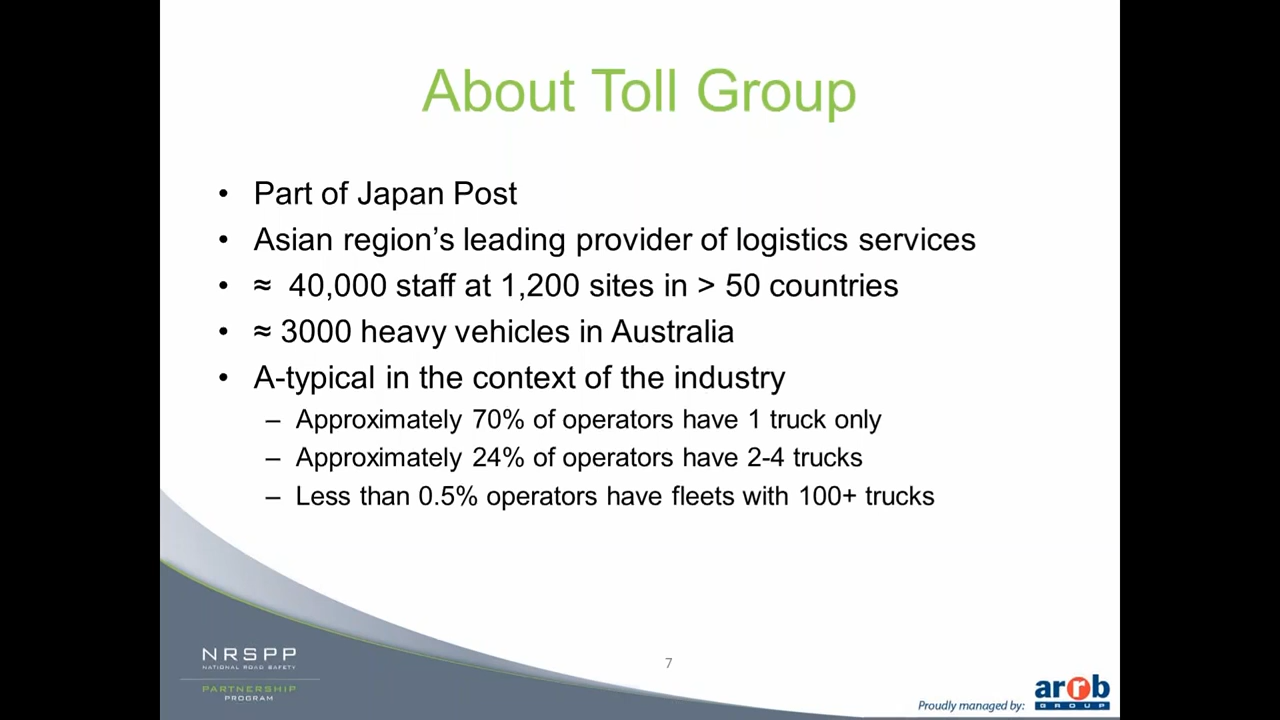 About Toll Group
• Part of Japan Post
• Asian region’s leading provider of logistics services
• ≈  40,000 staff at 1,200 sites in > 50 countries
• ≈ 3000 heavy vehicles in Australia
• A-typical in the context of the industry
– Approximately 70% of operators have 1 truck only
– Approximately 24% of operators have 2-4 trucks
– Less than 0.5% operators have fleets with 100+ trucks
NRSPP
NATIONAL ROAD SAFETY
PARTNERSHIP
PROGRAM
7
Proudly managed by:
arrb
GROUP